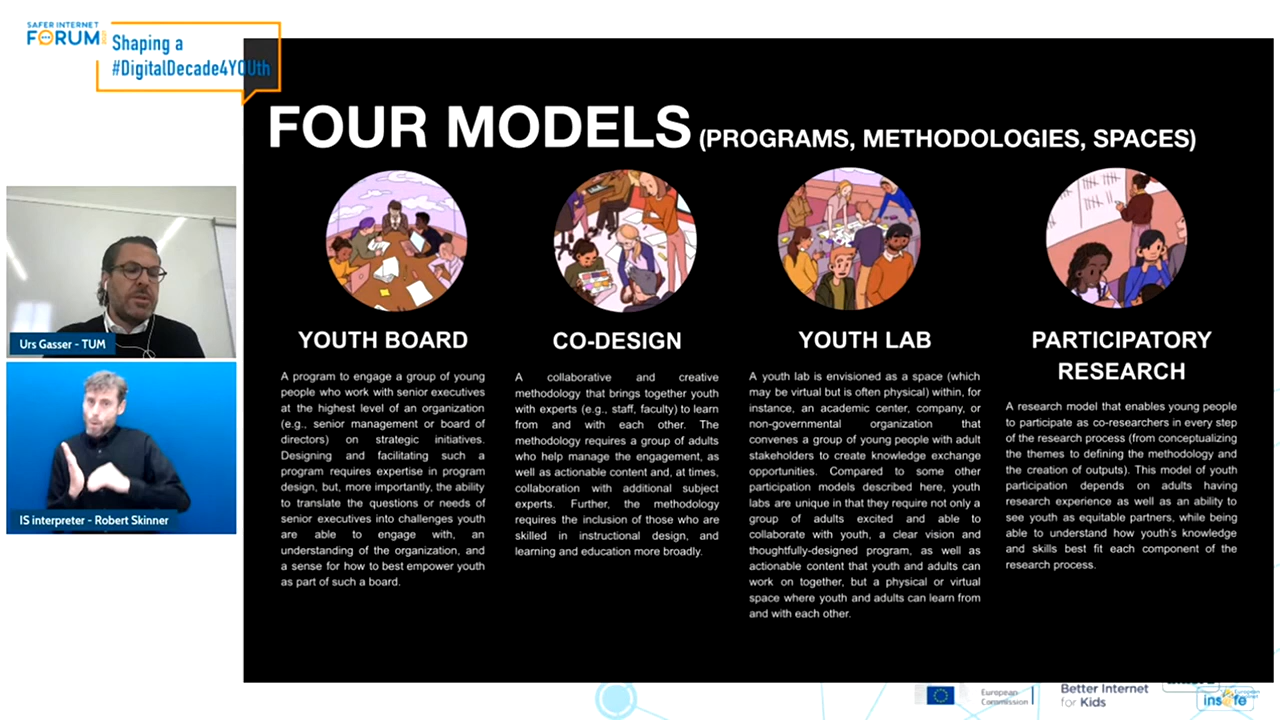 SAFER INTERNET
FORUM
Shaping a
#DigitalDecade4YOUth
FOUR MODELS (PROGRAMS, METHODOLOGIES, SPACES)
Urs Gasser - TUM
IS interpreter - Robert Skinner
YOUTH BOARD
A program to engage a group of young
people who work with senior executives
at the highest level of an organization
(e.g., senior management or board of
directors) on strategic initiatives.
Designing and facilitating such a
program requires expertise in program
design, but, more importantly, the ability
to translate the questions or needs of
senior executives into challenges youth
are able to engage with, an
understanding of the organization, and
a sense for how to best empower youth
as part of such a board.
CO-DESIGN
A collaborative and creative
methodology that brings together youth
with experts (e.g., staff, faculty) to learn
from and with each other. The
methodology requires a group of adults
who help manage the engagement, as
well as actionable content and, at times,
collaboration with additional subject
experts. Further, the methodology
requires the inclusion of those who are
skilled in instructional design, and
learning and education more broadly.
YOUTH LAB
A youth lab is envisioned as a space (which
may be virtual but is often physical) within, for
instance, an academic center, company, or
non-governmental organization that
convenes a group of young people with adult
stakeholders to create knowledge exchange
opportunities. Compared to some other
participation models described here, youth
labs are unique in that they require not only a
group of adults excited and able to
collaborate with youth, a clear vision and
thoughtfully-designed program, as well as
actionable content that youth and adults can
work on together, but a physical or virtual
space where youth and adults can learn from
and with each other.
PARTICIPATORY
RESEARCH
A research model that enables young people
to participate as co-researchers in every step
of the research process (from conceptualizing
the themes to defining the methodology and
the creation of outputs). This model of youth
participation depends on adults having
research experience as well as an ability to
see youth as equitable partners, while being
able to understand how youth's knowledge
and skills best fit each component of the
research process.
European
Commission
Better Internet
for Kids
insafe